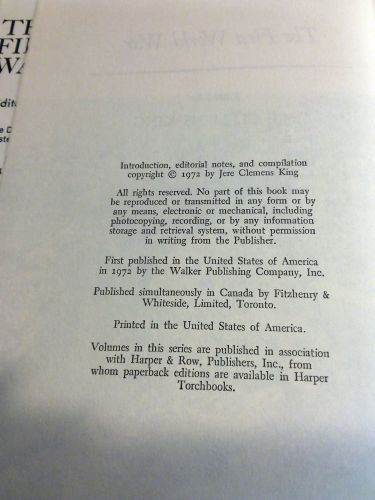 The First World War
Introduction, editorial notes, and compilation
copyright © 1972 by Jere Clemens King
All rights reserved. No part of this book may
be reproduced or transmitted in any form or by
any means, electronic or mechanical, including
photocopying, recording, or by any information
storage and retrieval system, without permission
in writing from the Publisher.
First published in the United States of America
in 1972 by the Walker Publishing Company, Inc.
Published simultaneously in Canada by Fitzhenry &
Whiteside, Limited, Toronto.
Printed in the United States of America.
Volumes in this series are published in association
with Harper & Row, Publishers, Inc., from
whom paperback editions are available in Harper
Torchbooks.